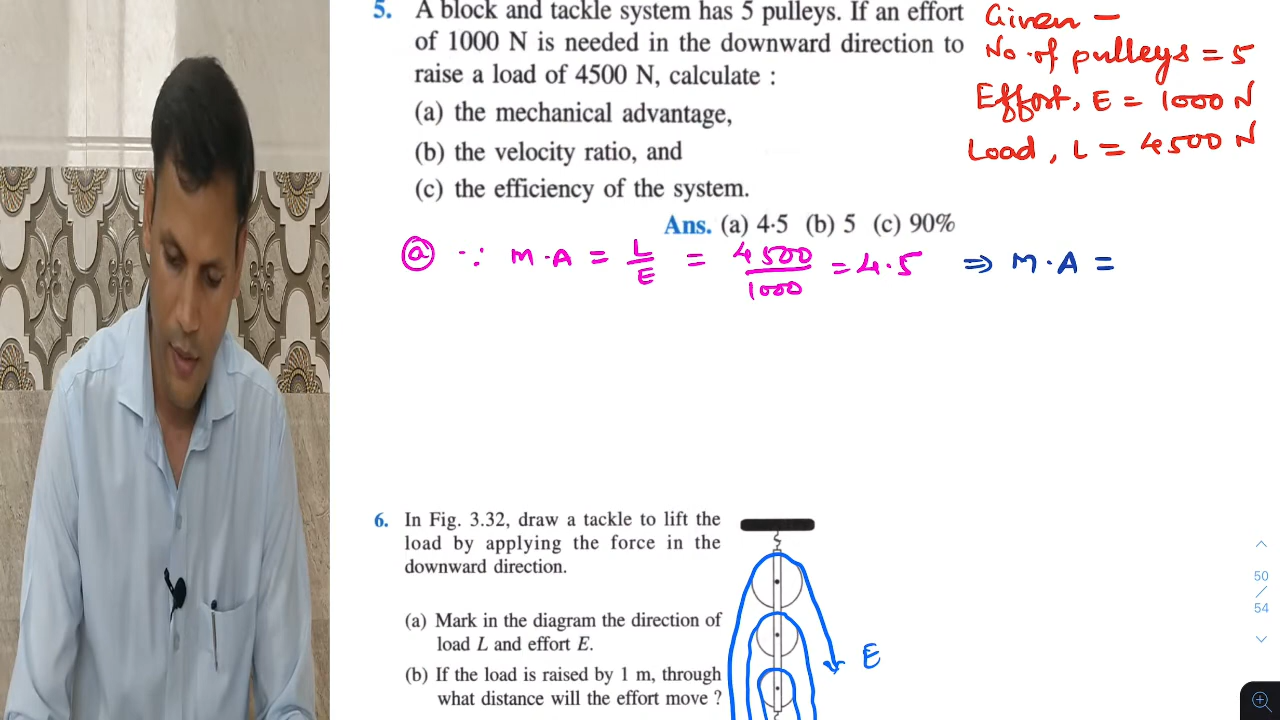 5. A block and tackle system has 5 pulleys. If an effort
of 1000 N is needed in the downward direction to
raise a load of 4500 N, calculate :
(a) the mechanical advantage,
(b) the velocity ratio, and
(c) the efficiency of the system.
Ans. (a) 4·5 (b) 5 (c) 90%
Given -
No. of pulleys = 5
Effort, E = 1000 N
Load, L = 4500 N
(a) ∵ M.A = L/E = 4500/1000 = 4.5 ⇒ M.A =
6. In Fig. 3.32, draw a tackle to lift the
load by applying the force in the
downward direction.
(a) Mark in the diagram the direction of
load L and effort E.
(b) If the load is raised by 1 m, through
what distance will the effort move ?
E
50
/
54